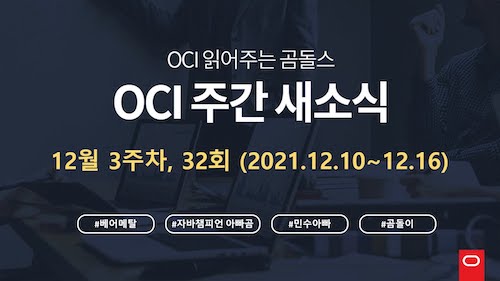 OCI 읽어주는 곰돌스
OCI 주간 새소식
12월 3주차, 32회 (2021.12.10~12.16)
#베어메탈 #자바챔피언 아빠곰 #민수아빠 #곰돌이